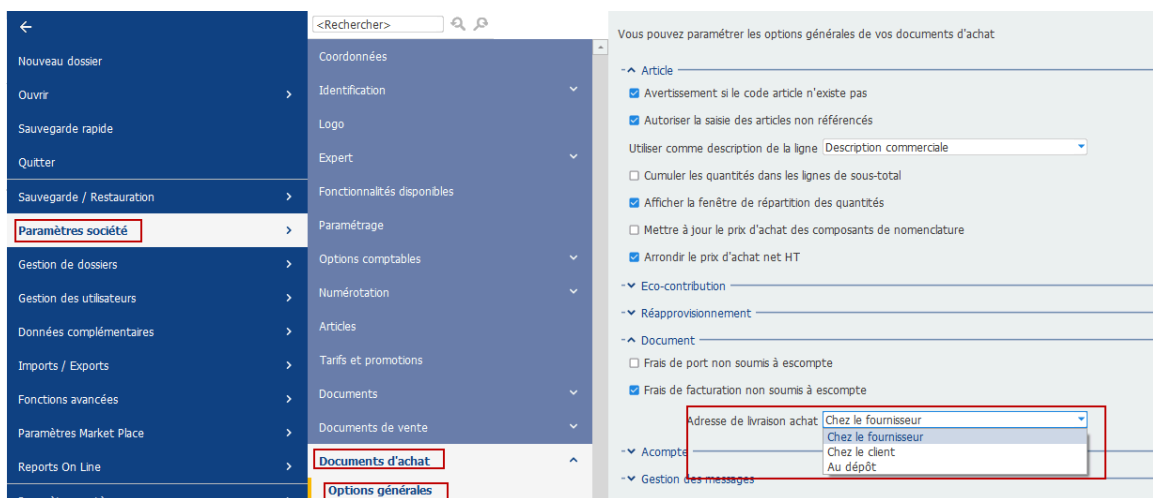 Nouveau dossier
Ouvrir
Sauvegarde rapide
Quitter
Sauvegarde / Restauration
Paramètres société
Gestion de dossiers
Gestion des utilisateurs
Données complémentaires
Imports / Exports
Fonctions avancées
Paramètres Market Place
Reports On Line
<Rechercher>
Coordonnées
Identification
Logo
Expert
Fonctionnalités disponibles
Paramétrage
Options comptables
Numérotation
Articles
Tarifs et promotions
Documents
Documents de vente
Documents d'achat
Options générales
Vous pouvez paramétrer les options générales de vos documents d'achat
Article
Avertissement si le code article n'existe pas
Autoriser la saisie des articles non référencés
Utiliser comme description de la ligne Description commerciale
Cumuler les quantités dans les lignes de sous-total
Afficher la fenêtre de répartition des quantités
Mettre à jour le prix d'achat des composants de nomenclature
Arrondir le prix d'achat net HT
Eco-contribution
Réapprovisionnement
Document
Frais de port non soumis à escompte
Frais de facturation non soumis à escompte
Adresse de livraison achat Chez le fournisseur
Chez le fournisseur
Chez le client
Au dépôt
Acompte
Gestion des messages